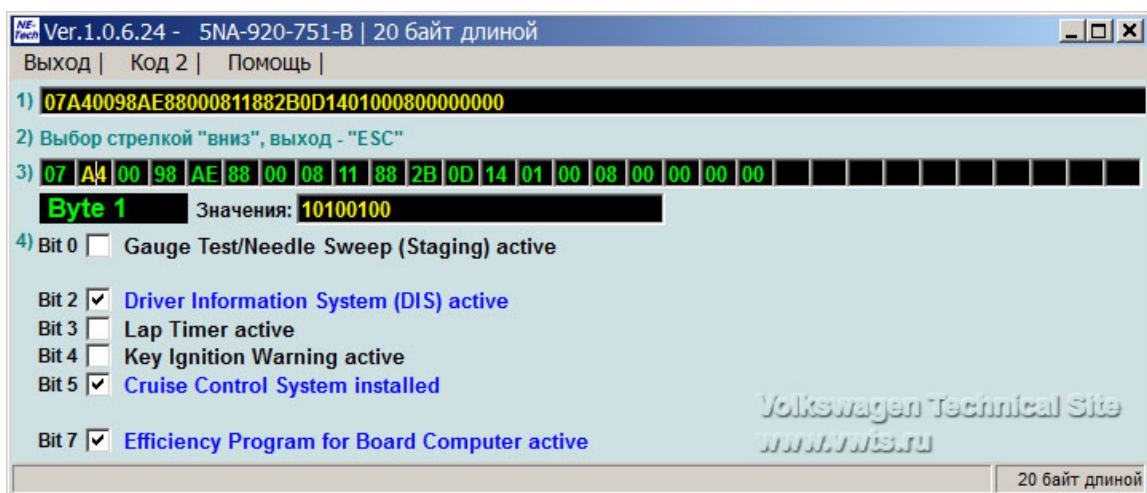 NE-Tech Ver.1.0.6.24 - 5NA-920-751-B | 20 байт длиной
Выход | Код 2 | Помощь |
1) 07A40098AE88000811882B0D1401000800000000
2) Выбор стрелкой "вниз", выход - "ESC"
3) 07 A4 00 98 AE 88 00 08 11 88 2B 0D 14 01 00 08 00 00 00 00
Byte 1 Значения: 10100100
4) Bit 0 Gauge Test/Needle Sweep (Staging) active
Bit 2 Driver Information System (DIS) active
Bit 3 Lap Timer active
Bit 4 Key Ignition Warning active
Bit 5 Cruise Control System installed
Volkswagen Technical Site
www.vwts.ru
Bit 7 Efficiency Program for Board Computer active
20 байт длиной